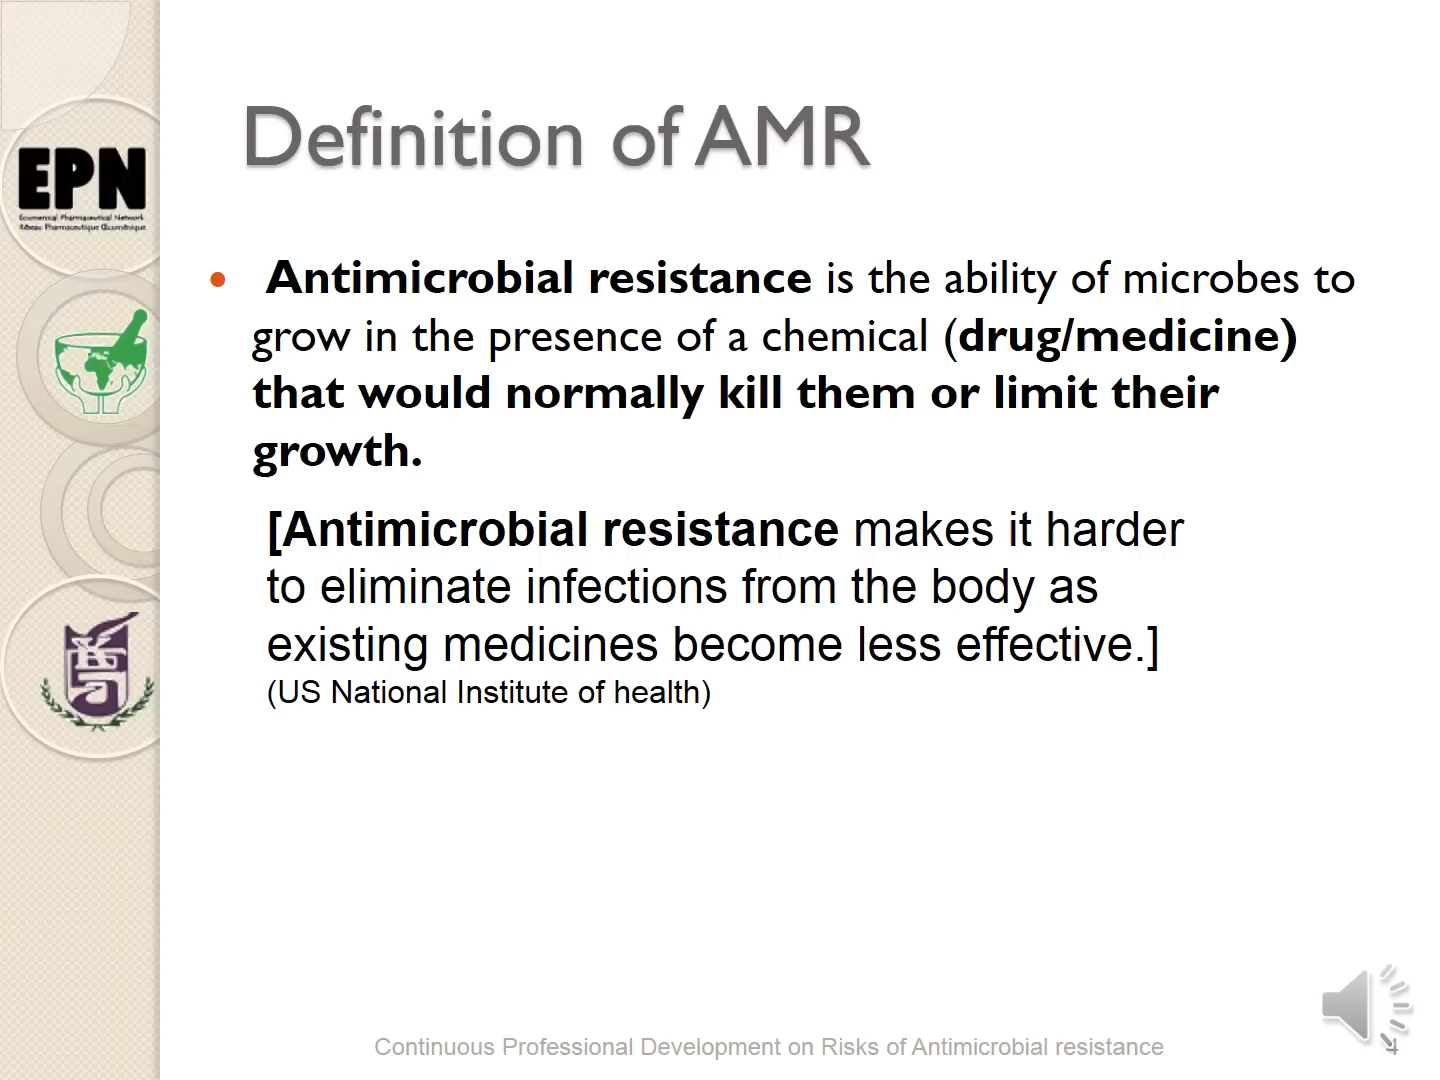 Definition of AMR
EPN
Ecumenical Pharmaceutical Network
Réseau Pharmaceutique Œcuménique
• Antimicrobial resistance is the ability of microbes to
grow in the presence of a chemical (drug/medicine)
that would normally kill them or limit their
growth.
[Antimicrobial resistance makes it harder
to eliminate infections from the body as
existing medicines become less effective.]
(US National Institute of health)
Continuous Professional Development on Risks of Antimicrobial resistance
4